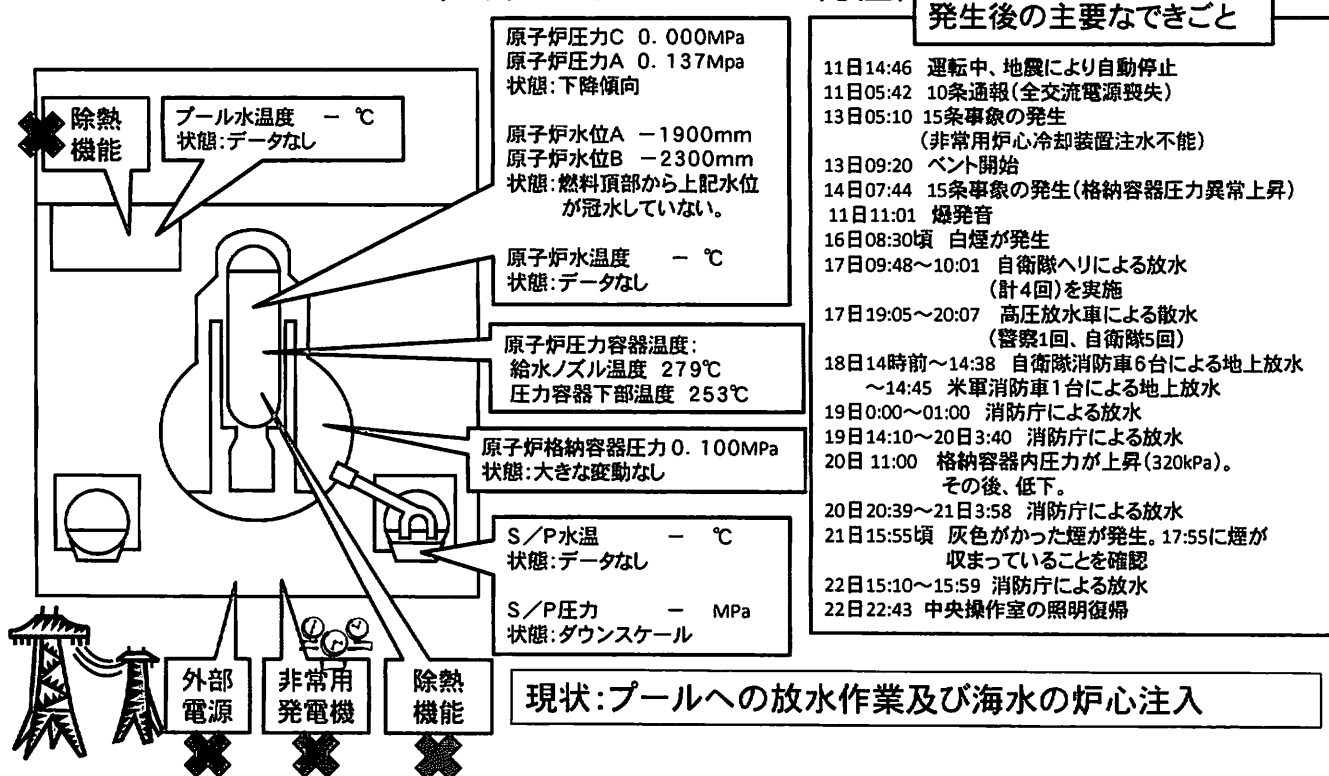 発生後の主要なできごと
除熱
機能
プール水温度 － ℃
状態:データなし
原子炉圧力C 0. 000MPa
原子炉圧力A 0. 137Mpa
状態:下降傾向
原子炉水位A －1900mm
原子炉水位B －2300mm
状態:燃料頂部から上記水位
が冠水していない。
原子炉水温度 － ℃
状態:データなし
原子炉圧力容器温度:
給水ノズル温度 279℃
圧力容器下部温度 253℃
原子炉格納容器圧力0. 100MPa
状態:大きな変動なし
S／P水温 － ℃
状態:データなし
S／P圧力 － MPa
状態:ダウンスケール
外部
電源
非常用
発電機
除熱
機能
11日14:46 運転中、地震により自動停止
11日05:42 10条通報(全交流電源喪失)
13日05:10 15条事象の発生
(非常用炉心冷却装置注水不能)
13日09:20 ベント開始
14日07:44 15条事象の発生(格納容器圧力異常上昇)
11日11:01 爆発音
16日08:30頃 白煙が発生
17日09:48～10:01 自衛隊ヘリによる放水
(計4回)を実施
17日19:05～20:07 高圧放水車による散水
(警察1回、自衛隊5回)
18日14時前～14:38 自衛隊消防車6台による地上放水
～14:45 米軍消防車1台による地上放水
19日0:00～01:00 消防庁による放水
19日14:10～20日3:40 消防庁による放水
20日 11:00 格納容器内圧力が上昇(320kPa)。
その後、低下。
20日20:39～21日3:58 消防庁による放水
21日15:55頃 灰色がかった煙が発生。17:55に煙が
収まっていることを確認
22日15:10～15:59 消防庁による放水
22日22:43 中央操作室の照明復帰
現状:プールへの放水作業及び海水の炉心注入